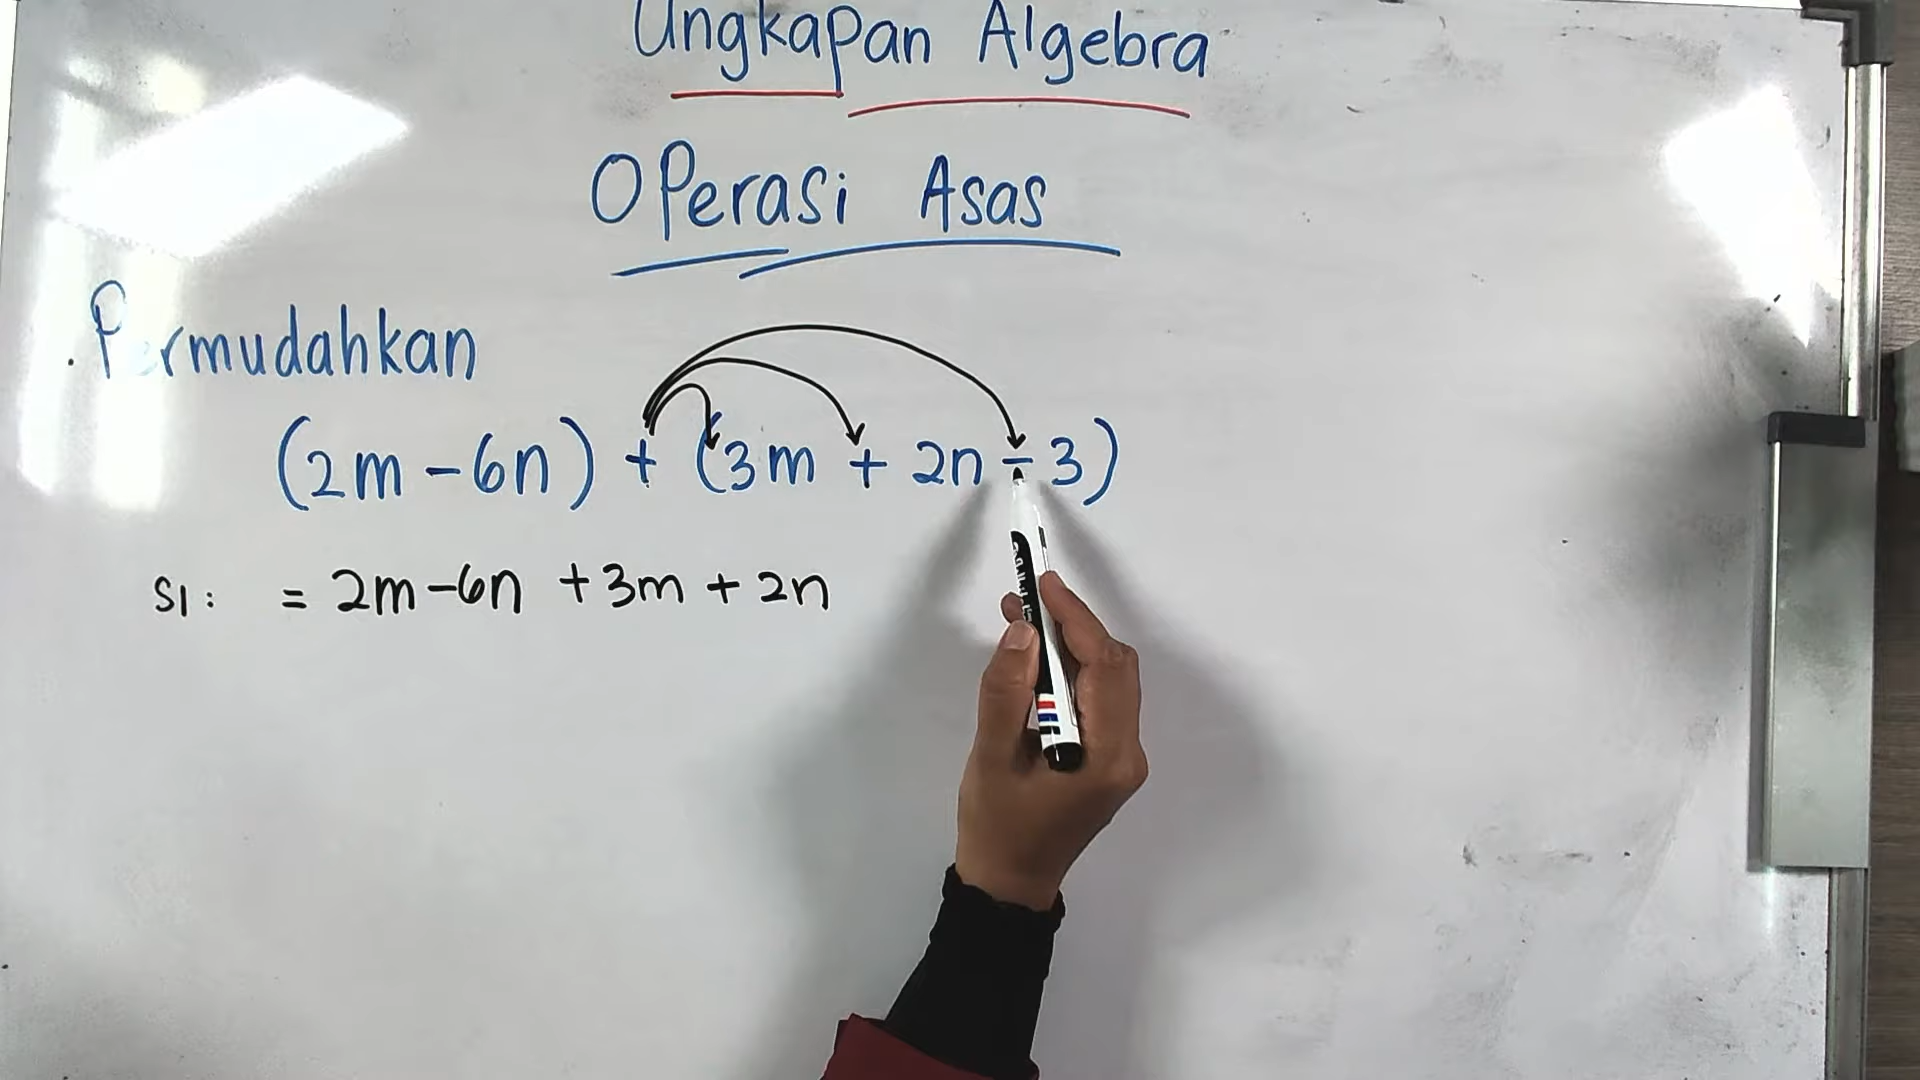 Ungkapan Algebra
Operasi Asas
Permudahkan
(2m - 6n) + (3m + 2n - 3)
S1: = 2m - 6n + 3m + 2n